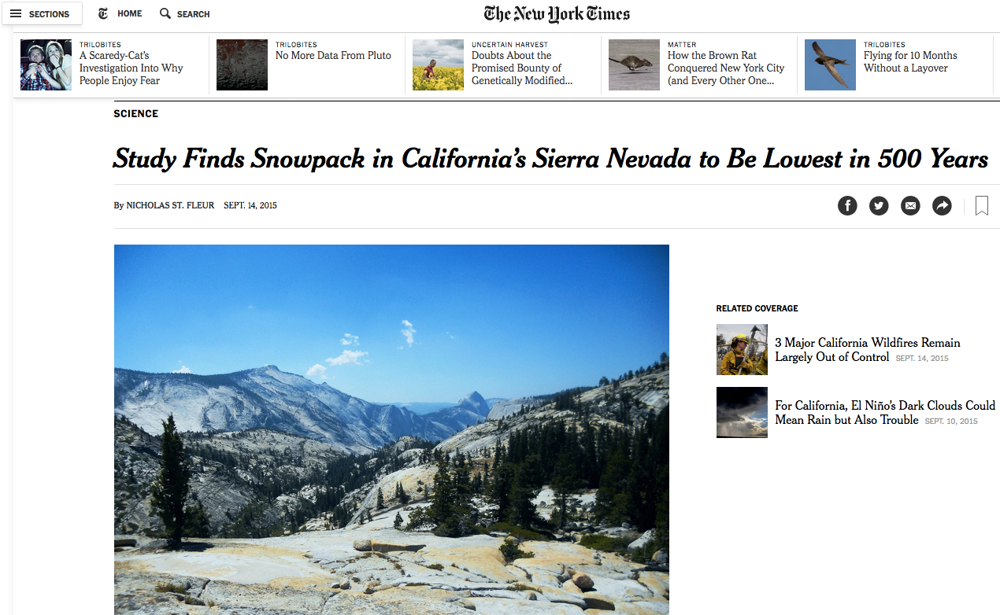 SECTIONS HOME SEARCH The New York Times
TRILOBITES
A Scaredy-Cat's
Investigation Into Why
People Enjoy Fear
TRILOBITES
No More Data From Pluto
UNCERTAIN HARVEST
Doubts About the
Promised Bounty of
Genetically Modified...
MATTER
How the Brown Rat
Conquered New York City
(and Every Other One...
TRILOBITES
Flying for 10 Months
Without a Layover
SCIENCE
Study Finds Snowpack in California's Sierra Nevada to Be Lowest in 500 Years
By NICHOLAS ST. FLEUR SEPT. 14, 2015
RELATED COVERAGE
3 Major California Wildfires Remain
Largely Out of Control SEPT. 14, 2015
For California, El Niño's Dark Clouds Could
Mean Rain but Also Trouble SEPT. 10, 2015